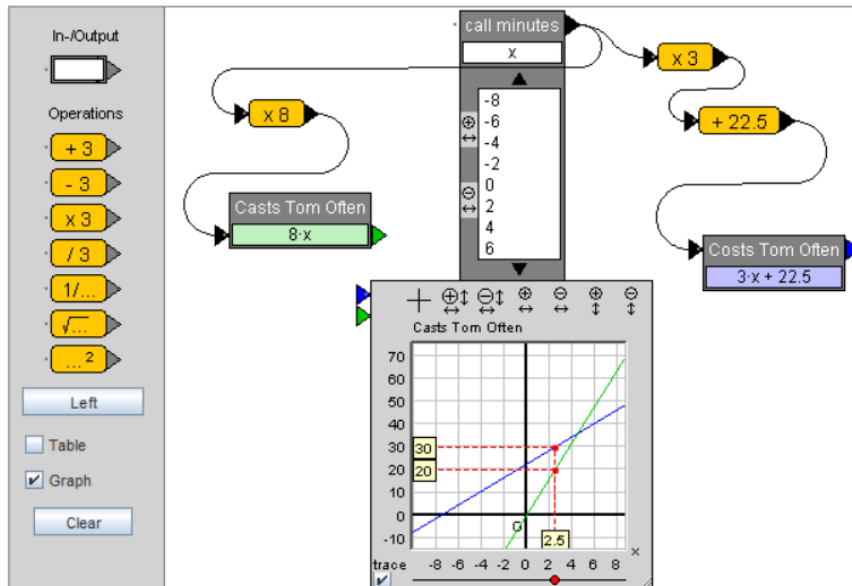 In-/Output
Operations
+ 3
- 3
x 3
/ 3
1/...
√...
... ²
Left
Table
Graph
Clear
call minutes
x
-8
-6
-4
-2
0
2
4
6
x 8
Casts Tom Often
8·x
x 3
+ 22.5
Costs Tom Often
3·x + 22.5
Casts Tom Often
70
60
50
40
30
30
20
20
10
0
-10
O
2.5
x
trace
-8 -6 -4 -2 0 2 4 6 8